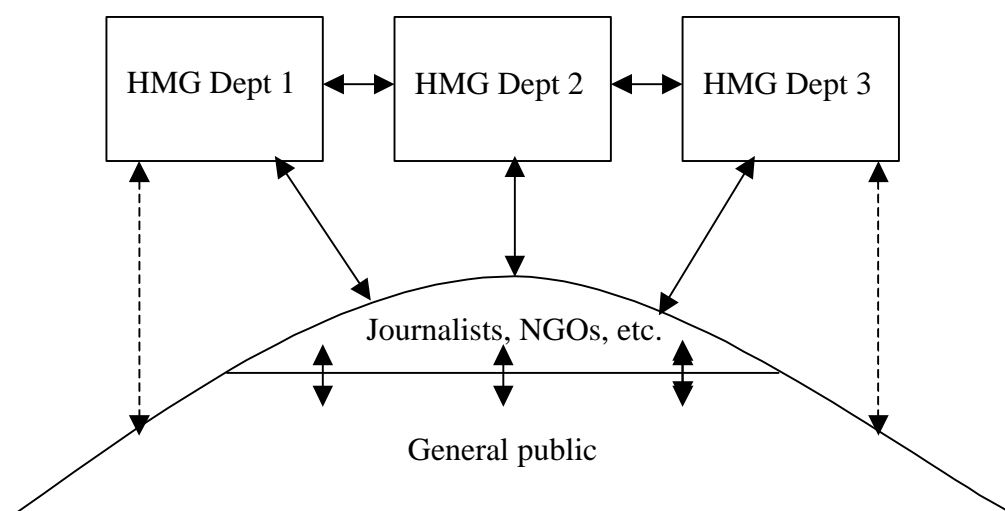 HMG Dept 1
HMG Dept 2
HMG Dept 3
Journalists, NGOs, etc.
General public